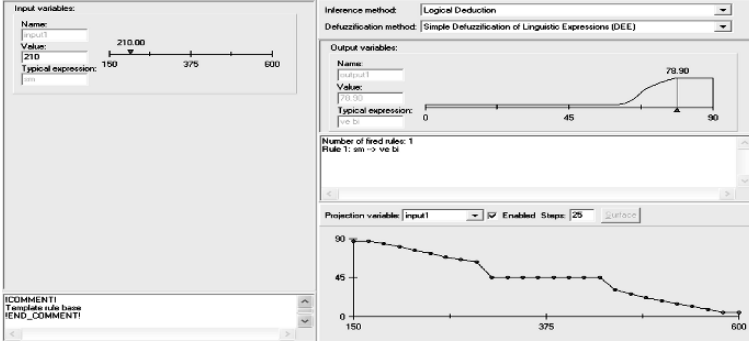 Input variables:
Name:
input1
Value:
210
Typical expression:
sm
210.00
150 375 600
!COMMENT!
Template rule base
!END_COMMENT!
Inference method: Logical Deduction
Defuzzification method: Simple Defuzzification of Linguistic Expressions (DEE)
Output variables:
Name:
output1
Value:
78.90
Typical expression:
ve bi
78.90
0 45 90
Number of fired rules: 1
Rule 1: sm --> ve bi
Projection variable: input1 Enabled Steps: 25 Surface
90
45
0
150 375 600